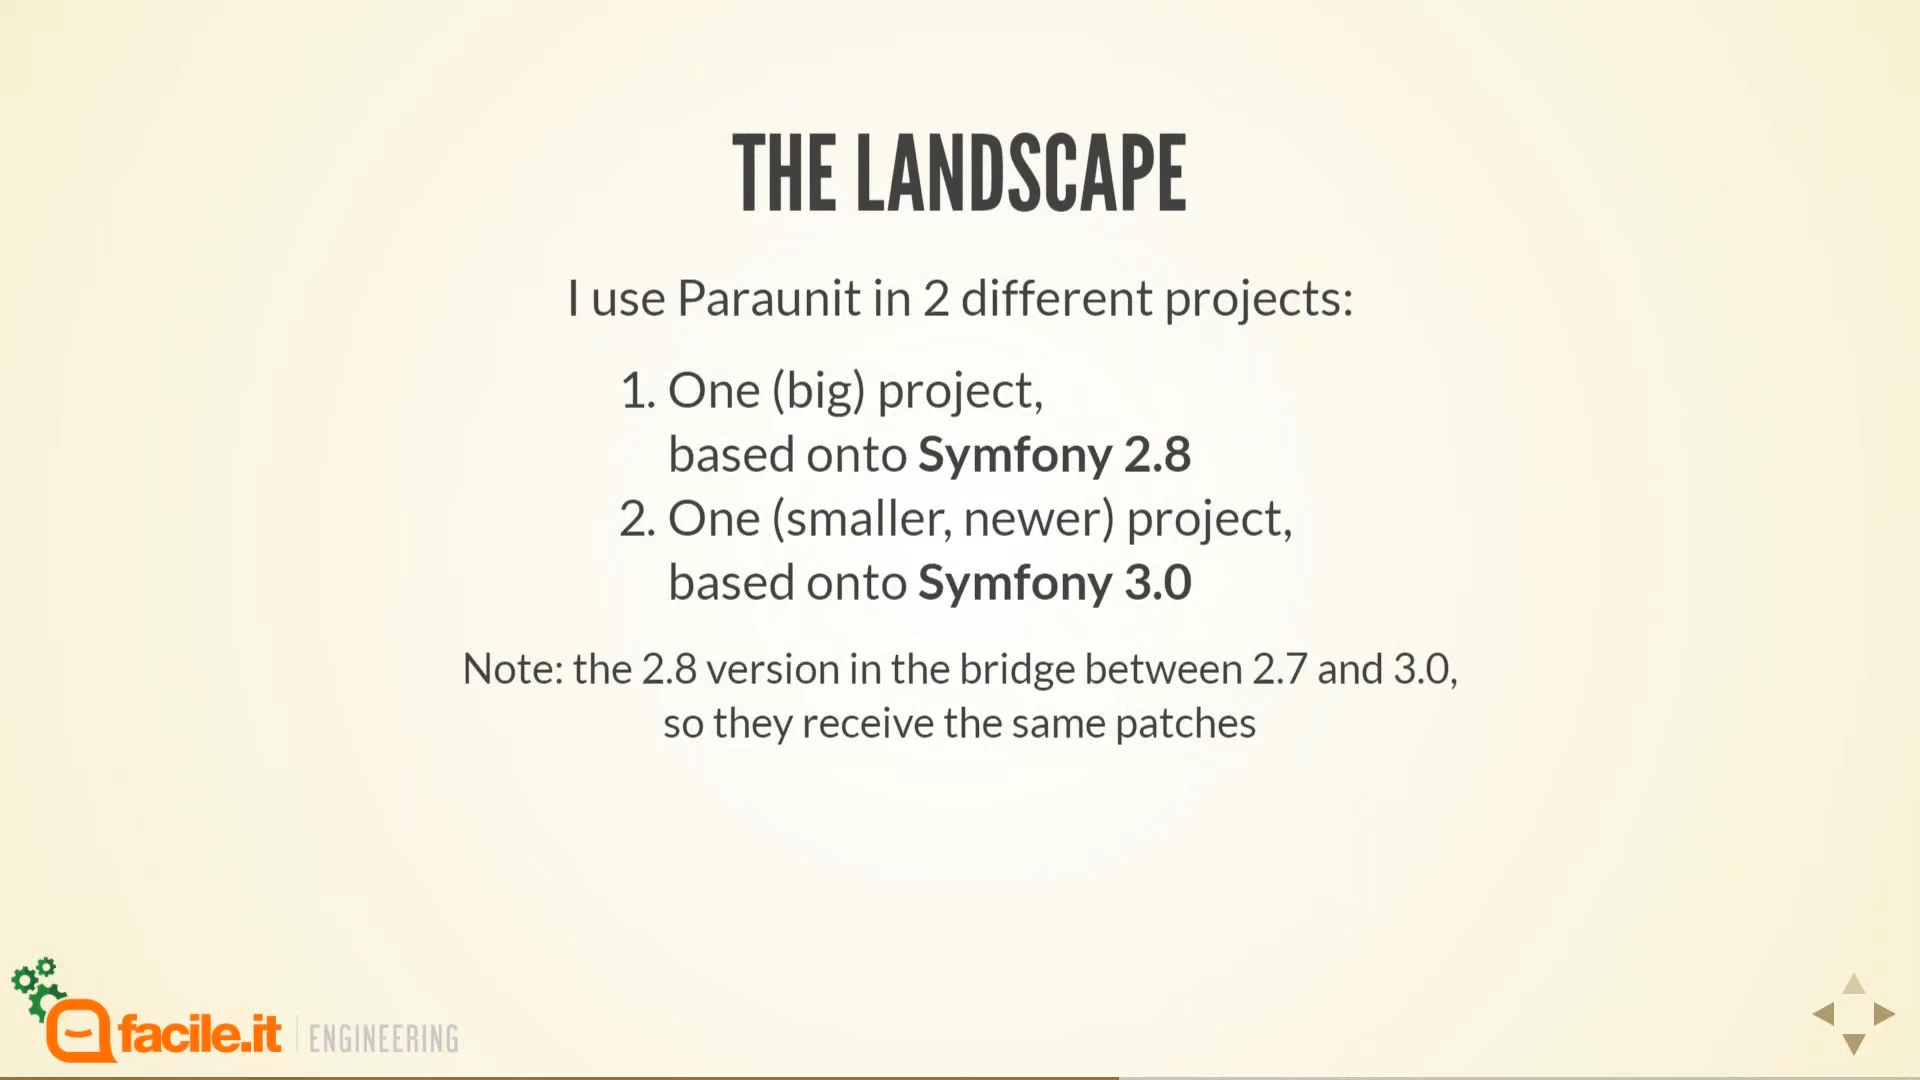 THE LANDSCAPE
I use Paraunit in 2 different projects:
1. One (big) project,
based onto Symfony 2.8
2. One (smaller, newer) project,
based onto Symfony 3.0
Note: the 2.8 version in the bridge between 2.7 and 3.0,
so they receive the same patches
facile.it | ENGINEERING